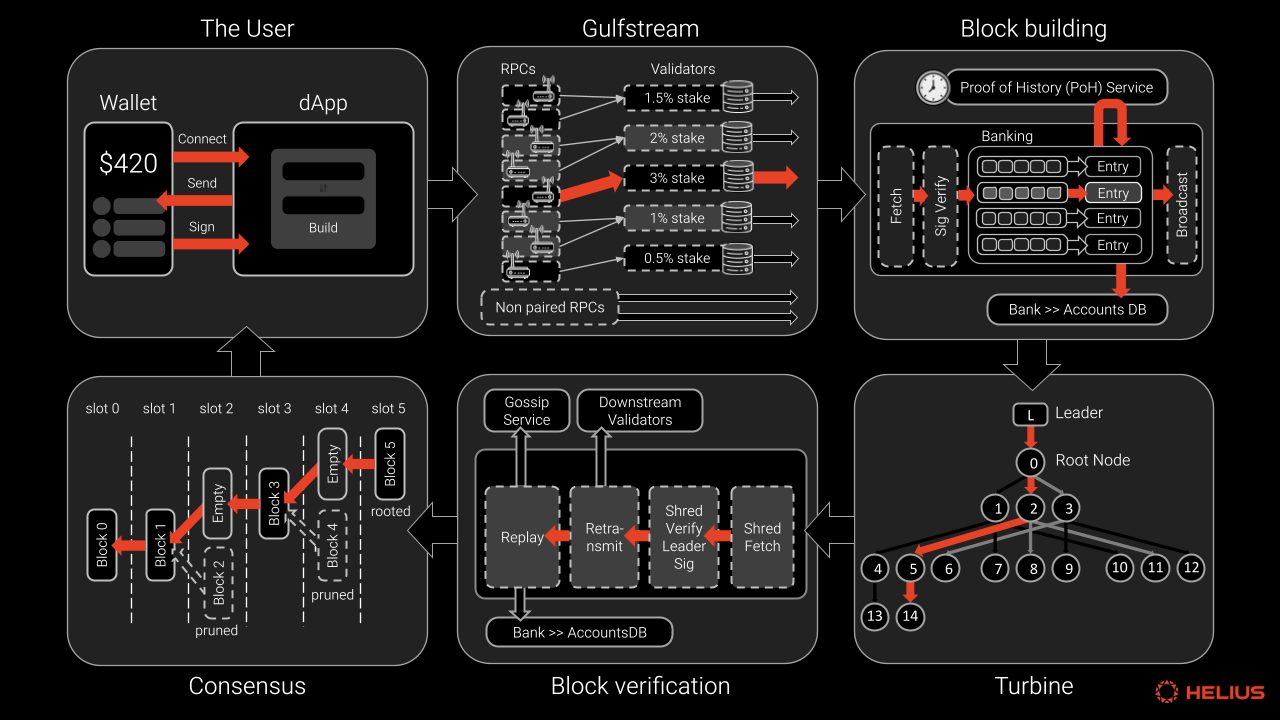 The User
Wallet
dApp
$420
Connect
Send
Sign
Build
Gulfstream
RPCs
Validators
1.5% stake
2% stake
3% stake
1% stake
0.5% stake
Non paired RPCs
Block building
Proof of History (PoH) Service
Banking
Fetch
Sig Verify
Entry
Entry
Entry
Entry
Broadcast
Bank >> Accounts DB
slot 0
slot 1
slot 2
slot 3
slot 4
slot 5
Block 0
Block 1
Empty
Block 2
pruned
Block 3
Empty
Block 4
pruned
Block 5
rooted
Consensus
Gossip
Service
Downstream
Validators
Replay
Retra-
nsmit
Shred
Verify
Leader
Sig
Shred
Fetch
Bank >> AccountsDB
Block verification
L
Leader
0
Root Node
1
2
3
4
5
6
7
8
9
10
11
12
13
14
Turbine
HELIUS